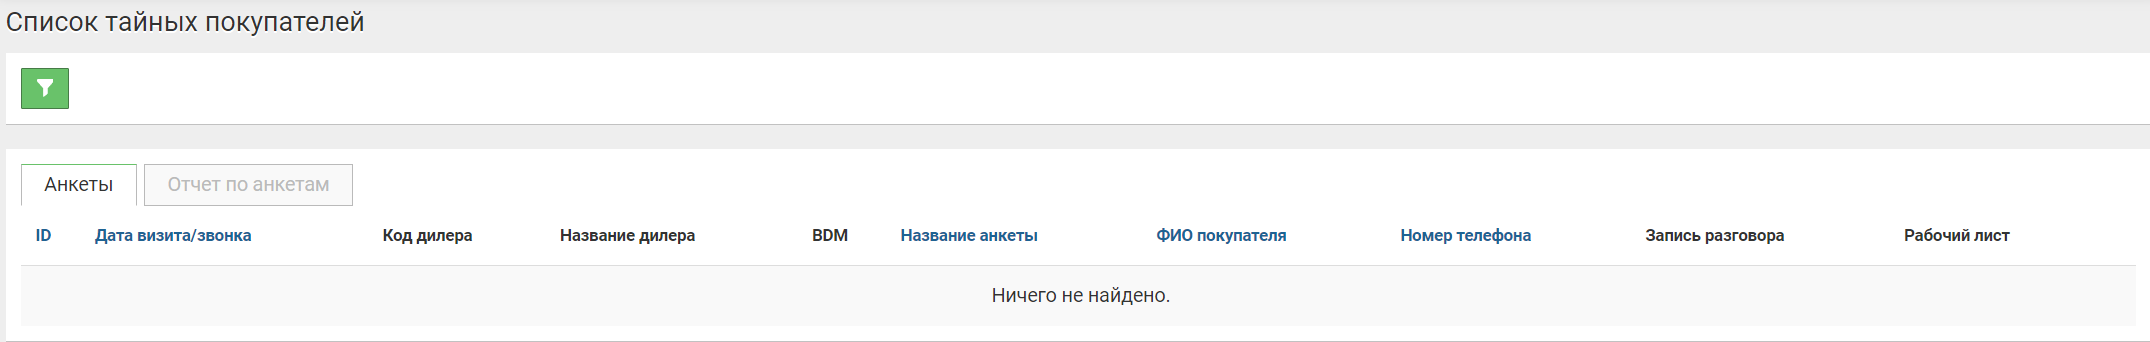 Список тайных покупателей
Анкеты Отчет по анкетам
ID Дата визита/звонка Код дилера Название дилера BDM Название анкеты ФИО покупателя Номер телефона Запись разговора Рабочий лист
Ничего не найдено.